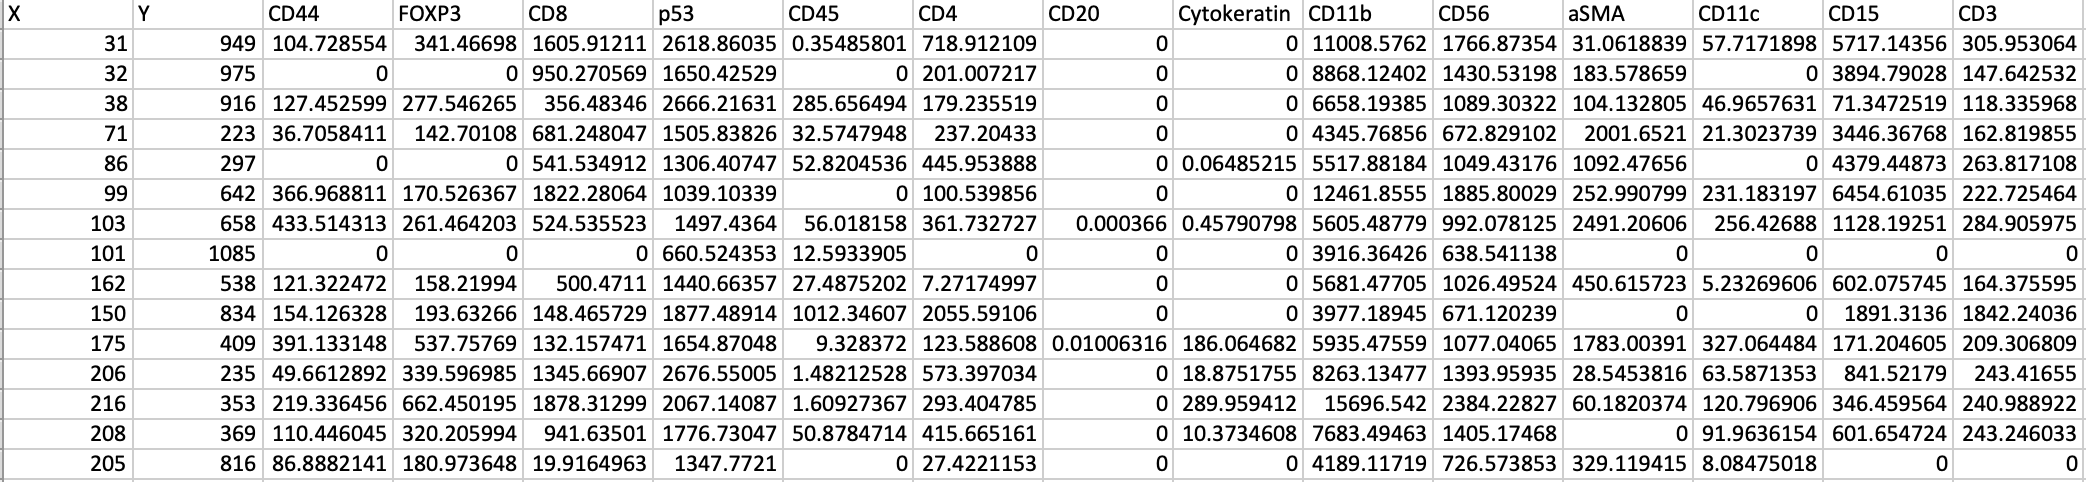 X Y CD44 FOXP3 CD8 p53 CD45 CD4 CD20 Cytokeratin CD11b CD56 aSMA CD11c CD15 CD3
31 949 104.728554 341.46698 1605.91211 2618.86035 0.35485801 718.912109 0 0 11008.5762 1766.87354 31.0618839 57.7171898 5717.14356 305.953064
32 975 0 0 950.270569 1650.42529 0 201.007217 0 0 8868.12402 1430.53198 183.578659 0 3894.79028 147.642532
38 916 127.452599 277.546265 356.48346 2666.21631 285.656494 179.235519 0 0 6658.19385 1089.30322 104.132805 46.9657631 71.3472519 118.335968
71 223 36.7058411 142.70108 681.248047 1505.83826 32.5747948 237.20433 0 0 4345.76856 672.829102 2001.6521 21.3023739 3446.36768 162.819855
86 297 0 0 541.534912 1306.40747 52.8204536 445.953888 0 0.06485215 5517.88184 1049.43176 1092.47656 0 4379.44873 263.817108
99 642 366.968811 170.526367 1822.28064 1039.10339 0 100.539856 0 0 12461.8555 1885.80029 252.990799 231.183197 6454.61035 222.725464
103 658 433.514313 261.464203 524.535523 1497.4364 56.018158 361.732727 0.000366 0.45790798 5605.48779 992.078125 2491.20606 256.42688 1128.19251 284.905975
101 1085 0 0 0 660.524353 12.5933905 0 0 0 3916.36426 638.541138 0 0 0 0
162 538 121.322472 158.21994 500.4711 1440.66357 27.4875202 7.27174997 0 0 5681.47705 1026.49524 450.615723 5.23269606 602.075745 164.375595
150 834 154.126328 193.63266 148.465729 1877.48914 1012.34607 2055.59106 0 0 3977.18945 671.120239 0 0 1891.3136 1842.24036
175 409 391.133148 537.75769 132.157471 1654.87048 9.328372 123.588608 0.01006316 186.064682 5935.47559 1077.04065 1783.00391 327.064484 171.204605 209.306809
206 235 49.6612892 339.596985 1345.66907 2676.55005 1.48212528 573.397034 0 18.8751755 8263.13477 1393.95935 28.5453816 63.5871353 841.52179 243.41655
216 353 219.336456 662.450195 1878.31299 2067.14087 1.60927367 293.404785 0 289.959412 15696.542 2384.22827 60.1820374 120.796906 346.459564 240.988922
208 369 110.446045 320.205994 941.63501 1776.73047 50.8784714 415.665161 0 10.3734608 7683.49463 1405.17468 0 91.9636154 601.654724 243.246033
205 816 86.8882141 180.973648 19.9164963 1347.7721 0 27.4221153 0 0 4189.11719 726.573853 329.119415 8.08475018 0 0